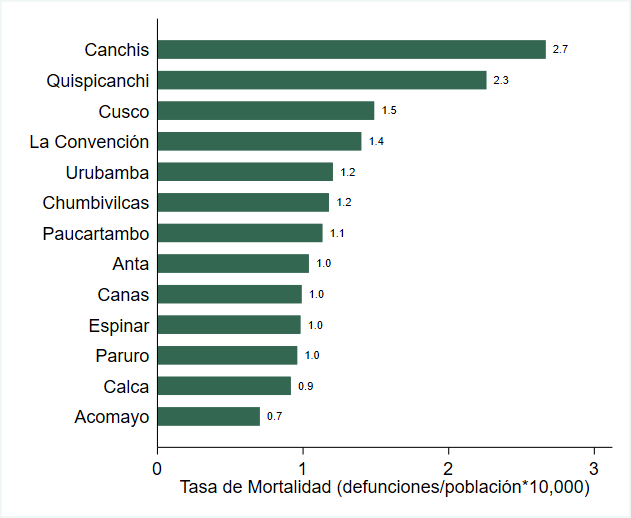 Canchis 2.7
Quispicanchi 2.3
Cusco 1.5
La Convención 1.4
Urubamba 1.2
Chumbivilcas 1.2
Paucartambo 1.1
Anta 1.0
Canas 1.0
Espinar 1.0
Paruro 1.0
Calca 0.9
Acomayo 0.7
0 1 2 3
Tasa de Mortalidad (defunciones/población*10,000)